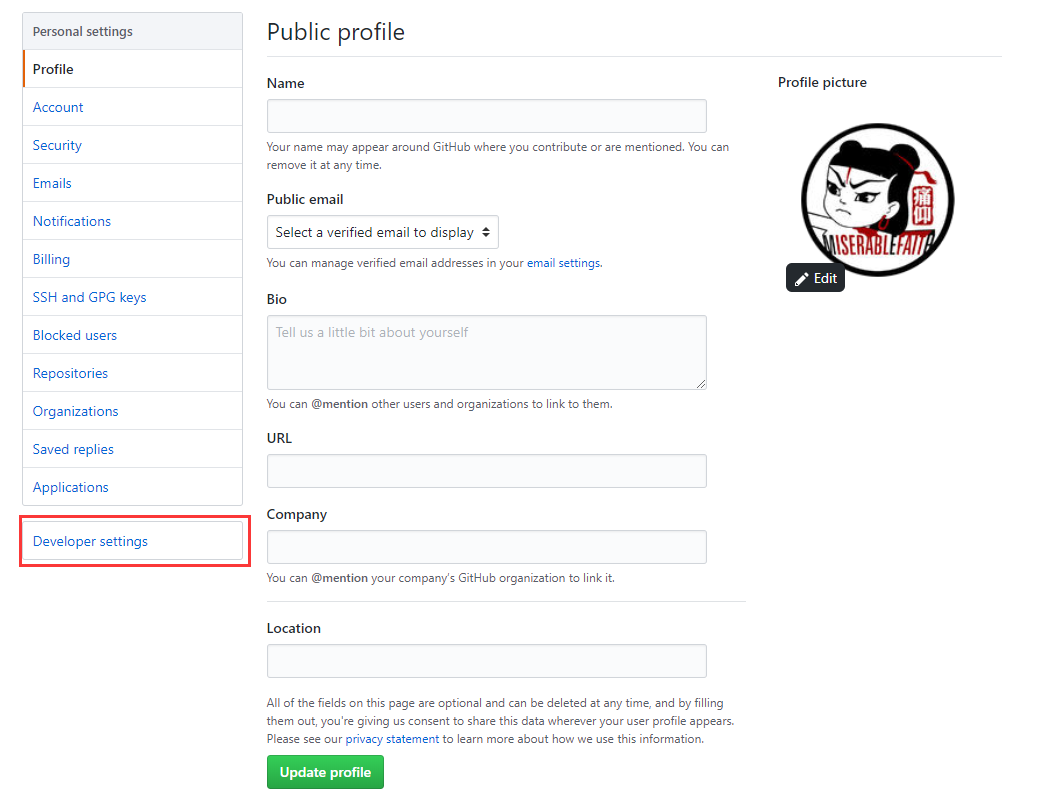 Personal settings
Profile
Account
Security
Emails
Notifications
Billing
SSH and GPG keys
Blocked users
Repositories
Organizations
Saved replies
Applications
Developer settings
Public profile
Name
Your name may appear around GitHub where you contribute or are mentioned. You can
remove it at any time.
Public email
Select a verified email to display
You can manage verified email addresses in your email settings.
Bio
Tell us a little bit about yourself
You can @mention other users and organizations to link to them.
URL
Company
You can @mention your company's GitHub organization to link it.
Location
All of the fields on this page are optional and can be deleted at any time, and by filling
them out, you're giving us consent to share this data wherever your user profile appears.
Please see our privacy statement to learn more about how we use this information.
Update profile
Profile picture
痛仰
MISERABLEFAITH
Edit